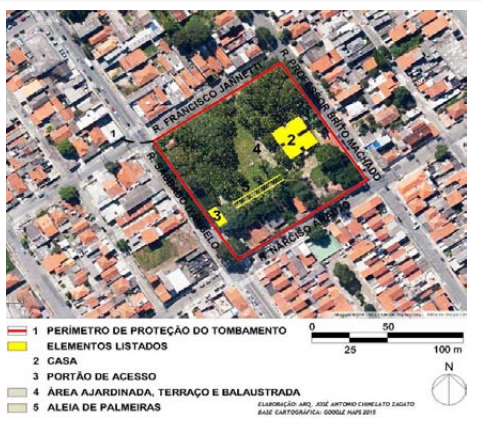 R. FRANCISCO JANNETTI
R. PROFESSOR BRITO MACHADO
1
2
4
5
3
1 PERÍMETRO DE PROTEÇÃO DO TOMBAMENTO
ELEMENTOS LISTADOS
2 CASA
3 PORTÃO DE ACESSO
4 ÁREA AJARDINADA, TERRAÇO E BALAUSTRADA
5 ALEIA DE PALMEIRAS
0 50
25 100 m
N
ELABORAÇÃO: ARQ. JOSÉ ANTONIO CHINELATO ZAGATO
BASE CARTOGRÁFICA: GOOGLE MAPS 2015